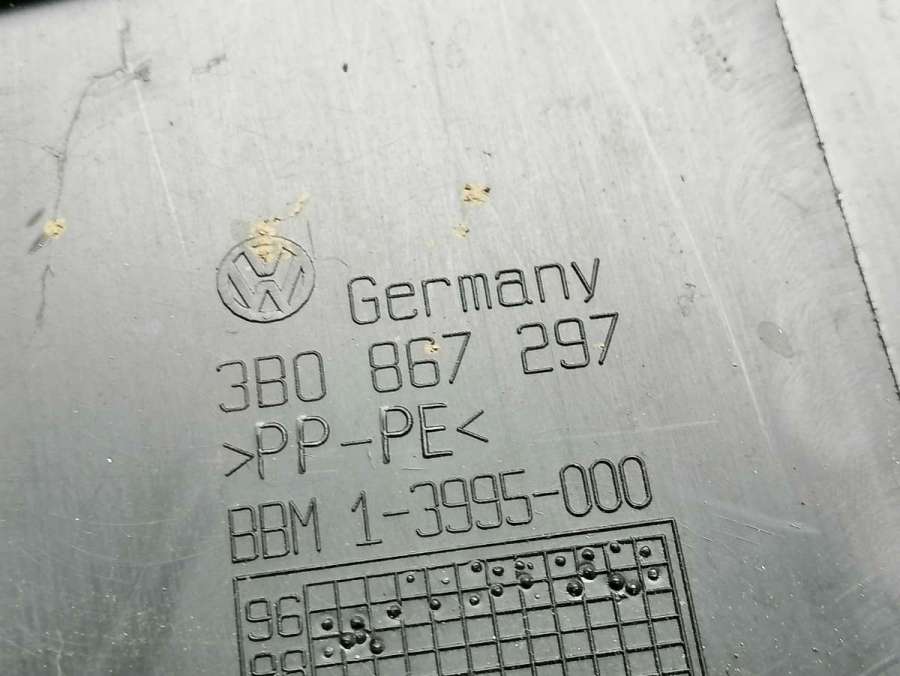 Germany
3B0 867 297
>PP-PE<
BBM 1-3995-000
96